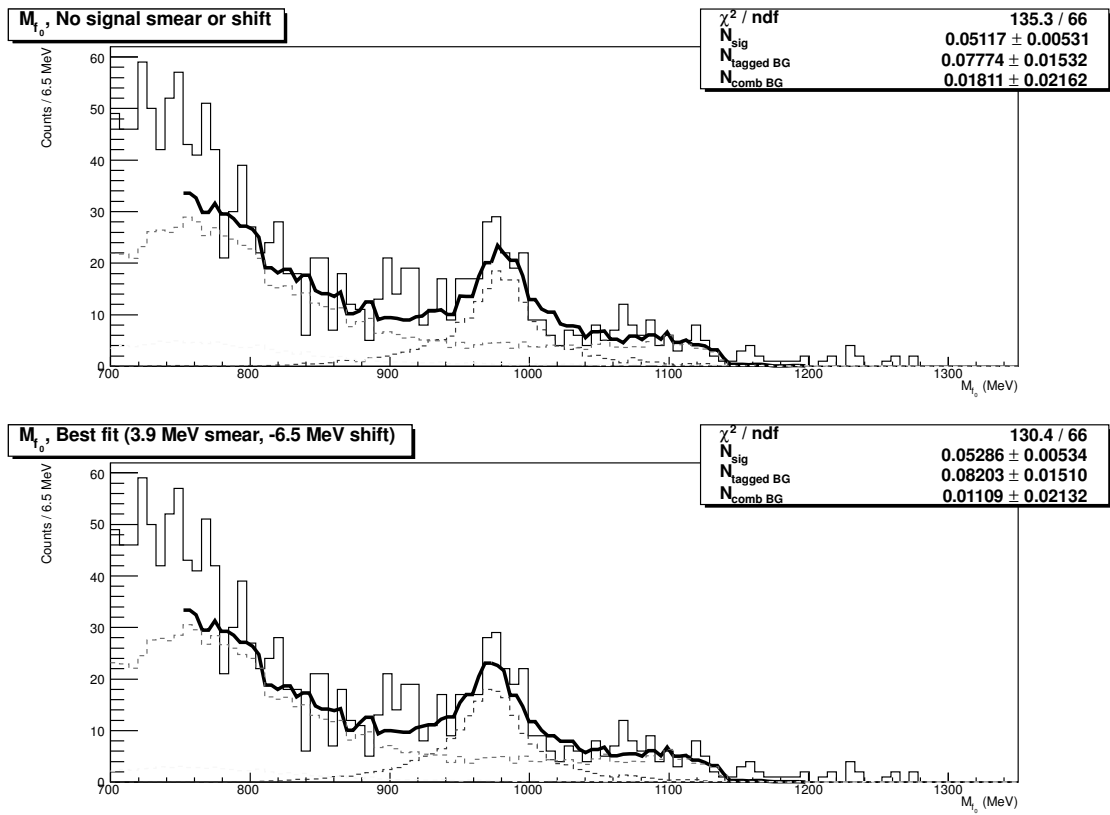 M_f₀, No signal smear or shift
χ² / ndf 135.3 / 66
N_sig 0.05117 ± 0.00531
N_tagged BG 0.07774 ± 0.01532
N_comb BG 0.01811 ± 0.02162
Counts / 6.5 MeV
60
50
40
30
20
10
0
700 800 900 1000 1100 1200 1300
M_f₀ (MeV)
M_f₀, Best fit (3.9 MeV smear, -6.5 MeV shift)
χ² / ndf 130.4 / 66
N_sig 0.05286 ± 0.00534
N_tagged BG 0.08203 ± 0.01510
N_comb BG 0.01109 ± 0.02132
Counts / 6.5 MeV
60
50
40
30
20
10
0
700 800 900 1000 1100 1200 1300
M_f₀ (MeV)